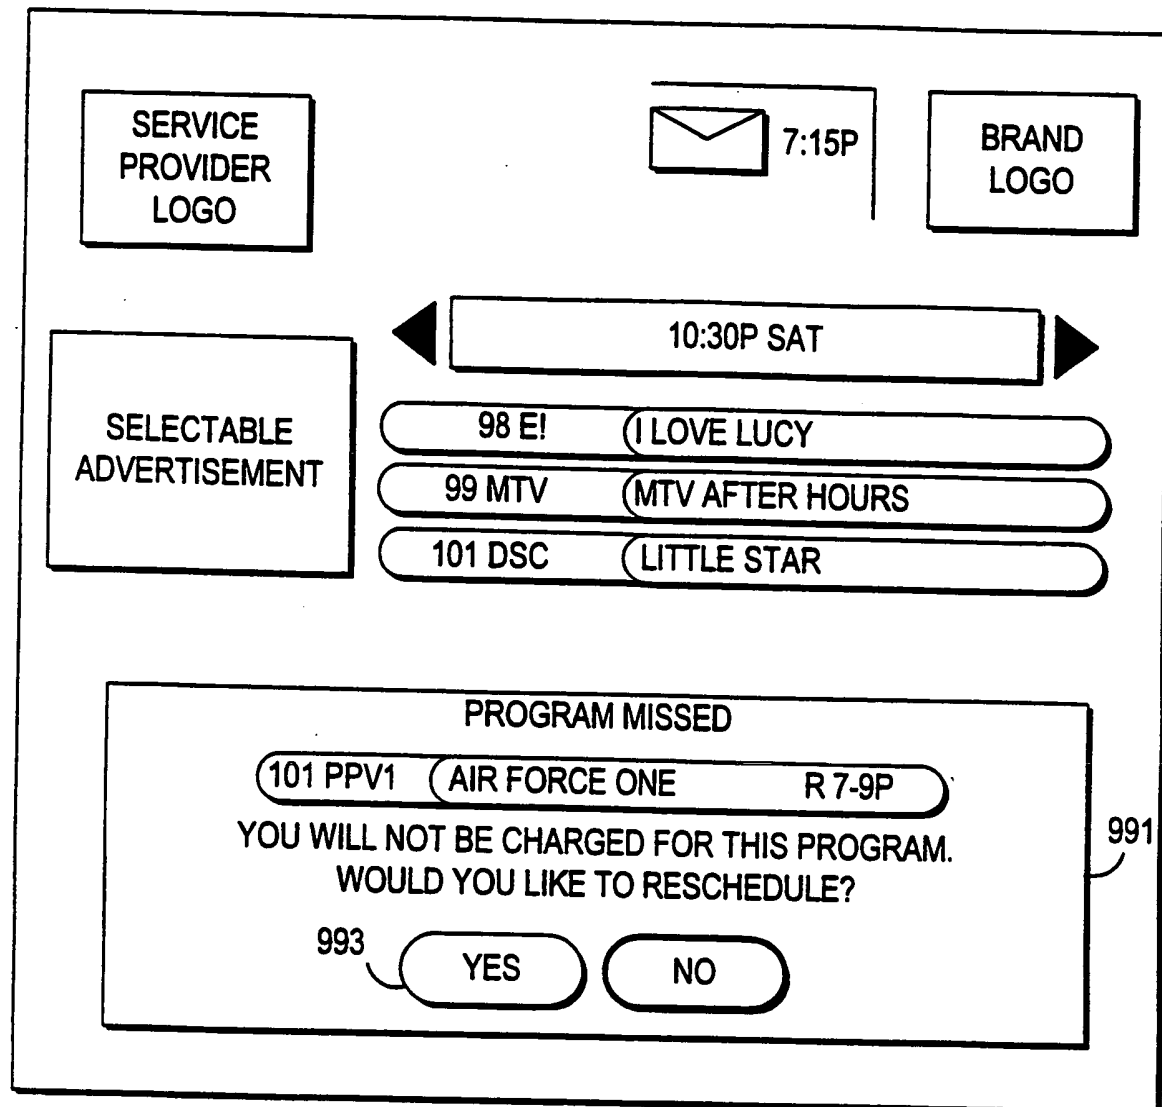 SERVICE
PROVIDER
LOGO
7:15P
BRAND
LOGO
SELECTABLE
ADVERTISEMENT
10:30P SAT
98 E! I LOVE LUCY
99 MTV MTV AFTER HOURS
101 DSC LITTLE STAR
PROGRAM MISSED
101 PPV1 AIR FORCE ONE R 7-9P
YOU WILL NOT BE CHARGED FOR THIS PROGRAM.
WOULD YOU LIKE TO RESCHEDULE?
991
993
YES NO